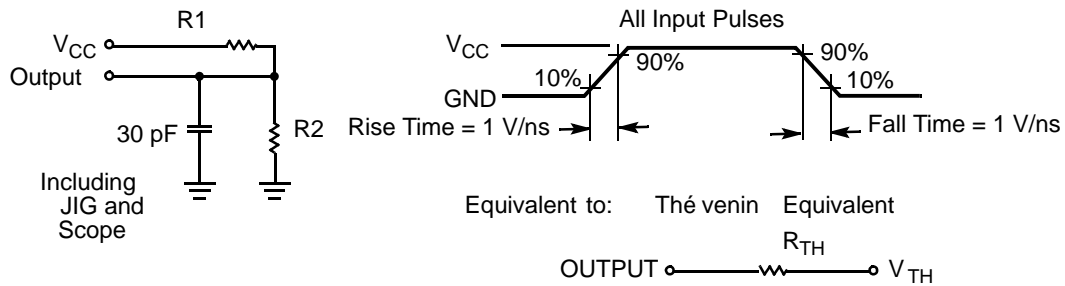 R1
VCC
Output
30 pF
R2
Including
JIG and
Scope
All Input Pulses
VCC
GND
10%
90%
90%
10%
Rise Time = 1 V/ns
Fall Time = 1 V/ns
Equivalent to: Thé venin Equivalent
RTH
OUTPUT
VTH